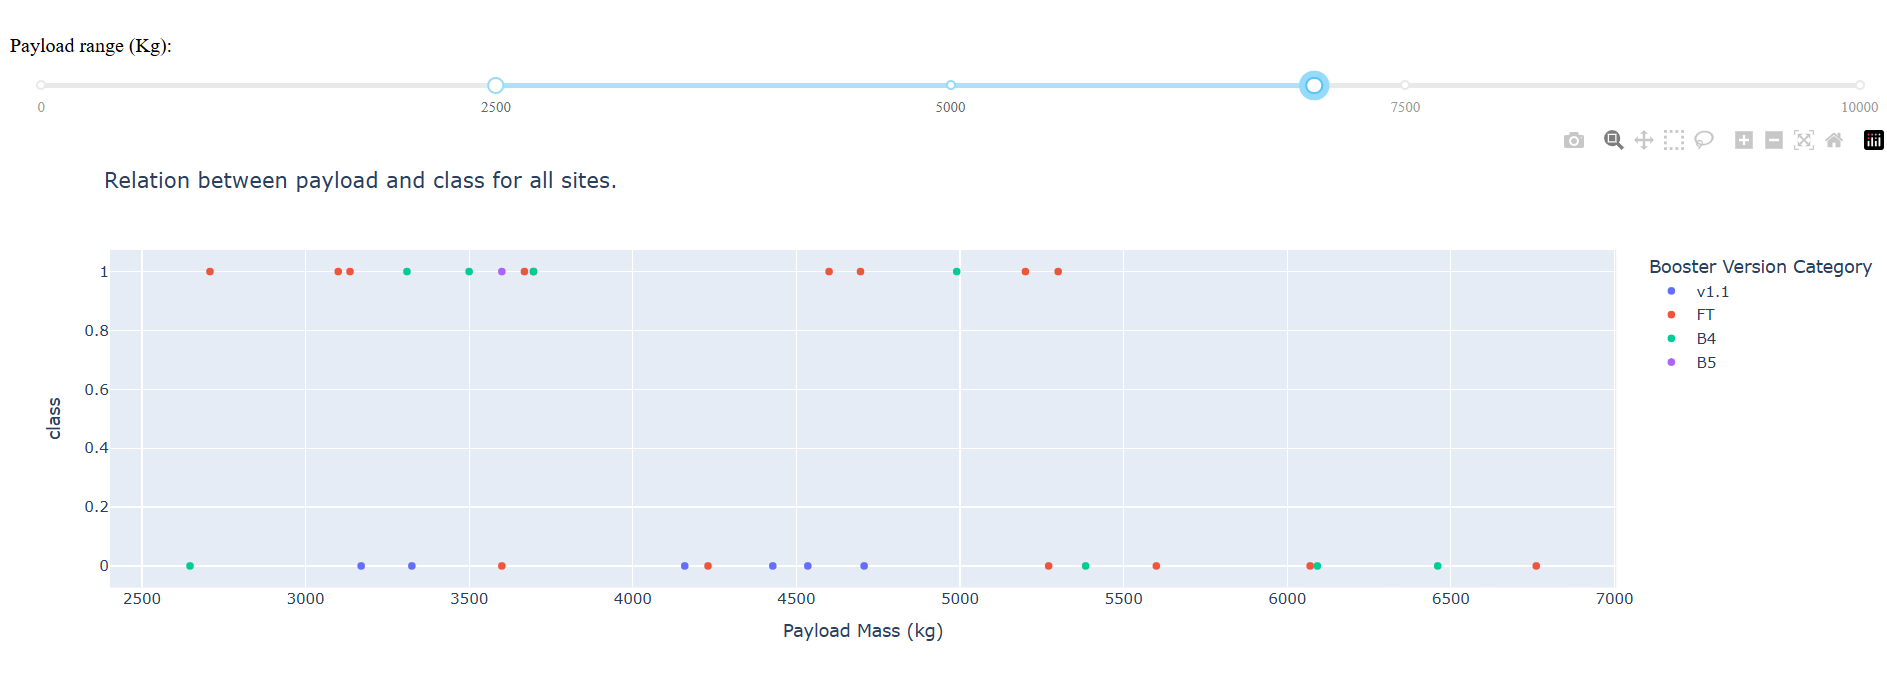 Payload range (Kg):
0 2500 5000 7500 10000
Relation between payload and class for all sites.
1
0.8
0.6
0.4
0.2
0
class
2500 3000 3500 4000 4500 5000 5500 6000 6500 7000
Payload Mass (kg)
Booster Version Category
v1.1
FT
B4
B5